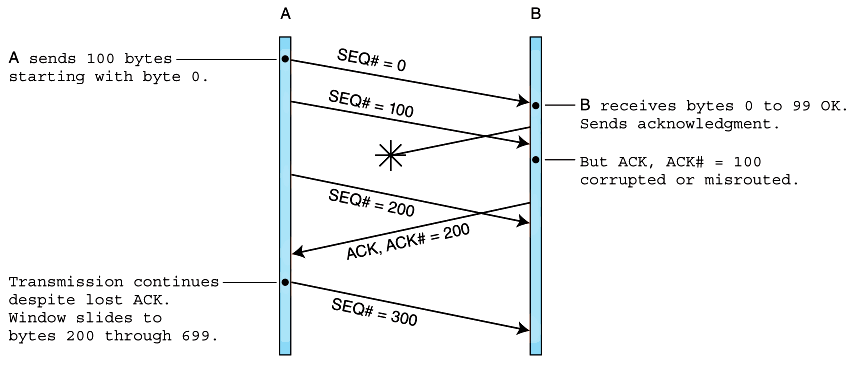 A
B
A sends 100 bytes
starting with byte 0.
SEQ# = 0
SEQ# = 100
B receives bytes 0 to 99 OK.
Sends acknowledgment.
But ACK, ACK# = 100
corrupted or misrouted.
SEQ# = 200
ACK, ACK# = 200
Transmission continues
despite lost ACK.
Window slides to
bytes 200 through 699.
SEQ# = 300